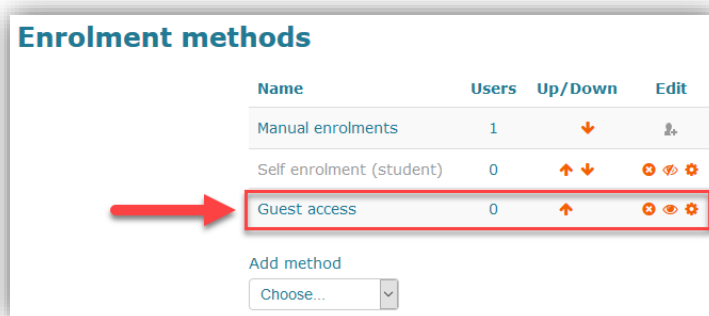 Enrolment methods
Name Users Up/Down Edit
Manual enrolments 1
Self enrolment (student) 0
Guest access 0
Add method
Choose...